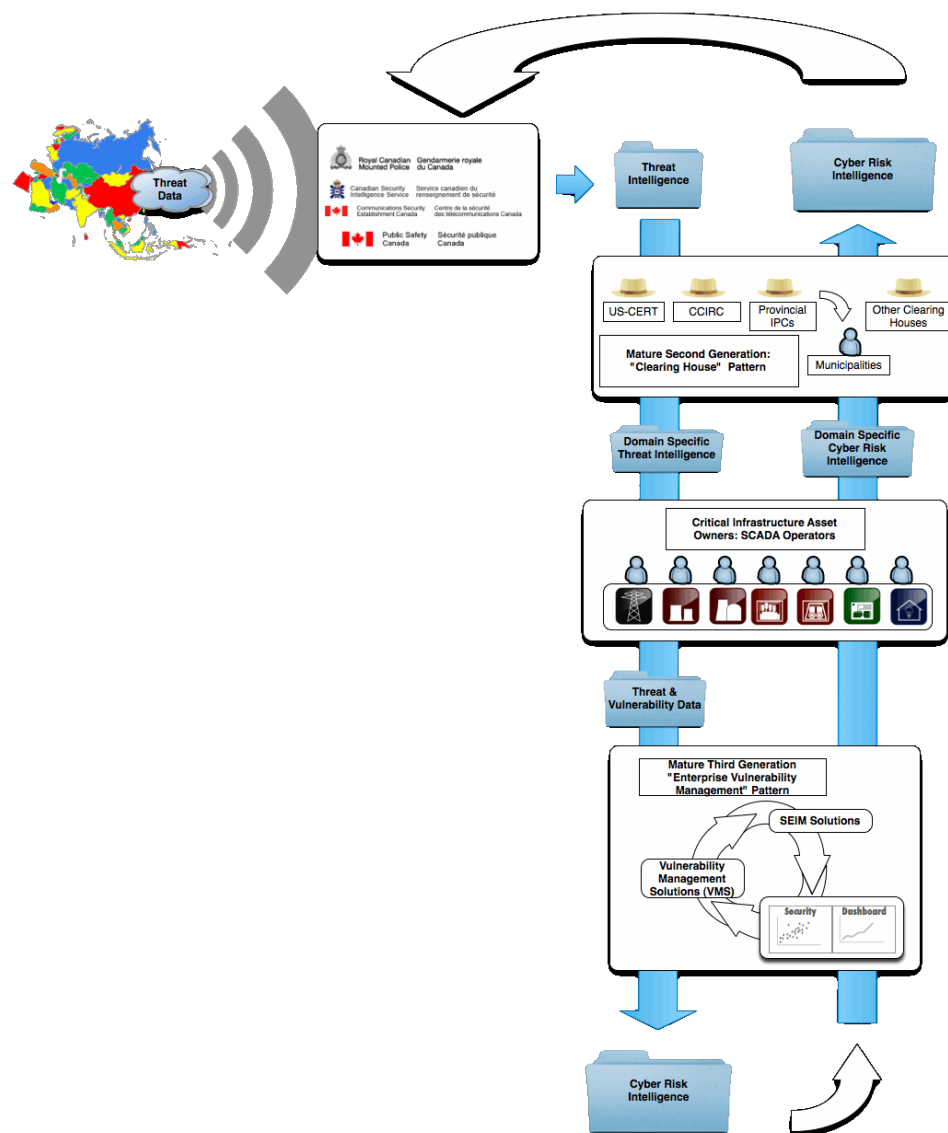 Threat
Data
Royal Canadian
Mounted Police
Gendarmerie royale
du Canada
Canadian Security
Intelligence Service
Service canadien du
renseignement de sécurité
Communications Security
Establishment Canada
Centre de la sécurité
des télécommunications Canada
Public Safety
Canada
Sécurité publique
Canada
Threat
Intelligence
Cyber Risk
Intelligence
US-CERT
CCIRC
Provincial
IPCs
Other Clearing
Houses
Mature Second Generation:
"Clearing House" Pattern
Municipalities
Domain Specific
Threat Intelligence
Domain Specific
Cyber Risk
Intelligence
Critical Infrastructure Asset
Owners: SCADA Operators
Threat &
Vulnerability Data
Mature Third Generation
"Enterprise Vulnerability
Management" Pattern
SEIM Solutions
Vulnerability
Management
Solutions (VMS)
Security
Dashboard
Cyber Risk
Intelligence